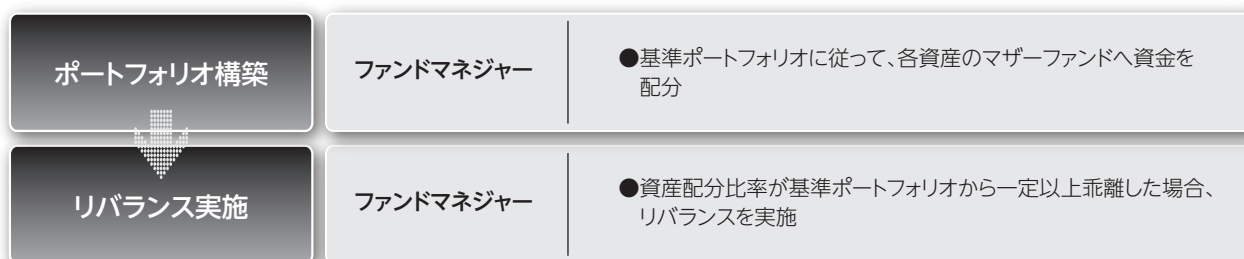 ポートフォリオ構築
ファンドマネジャー
●基準ポートフォリオに従って、各資産のマザーファンドへ資金を
配分
リバランス実施
ファンドマネジャー
●資産配分比率が基準ポートフォリオから一定以上乖離した場合、
リバランスを実施